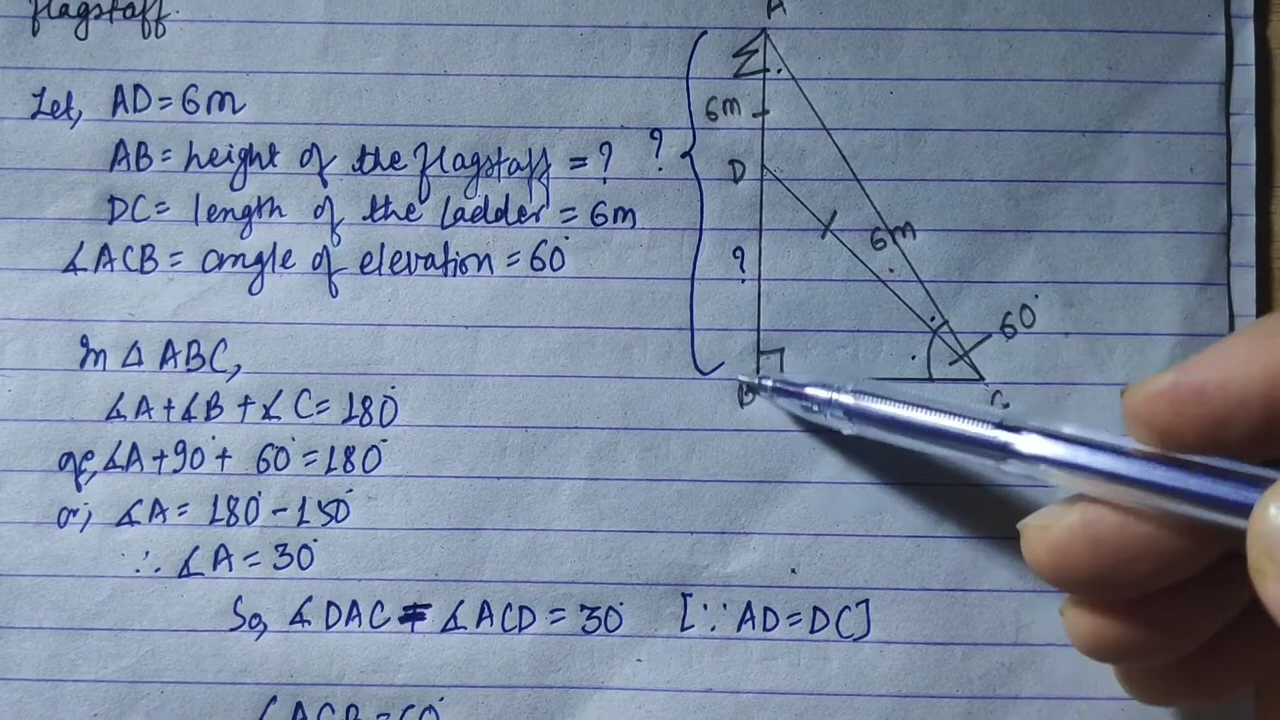 flagstaff.
Let, AD = 6m
AB = height of the flagstaff = ?
DC = length of the ladder = 6m
∡ACB = angle of elevation = 60°
In Δ ABC,
∡A + ∡B + ∡C = 180°
or, ∡A + 90° + 60° = 180°
or, ∡A = 180° - 150°
∴ ∡A = 30°
So, ∡DAC = ∡ACD = 30° [∵ AD = DC]
∡ACB = 60°
A
6m
D
?
?
6m
60°
B
C